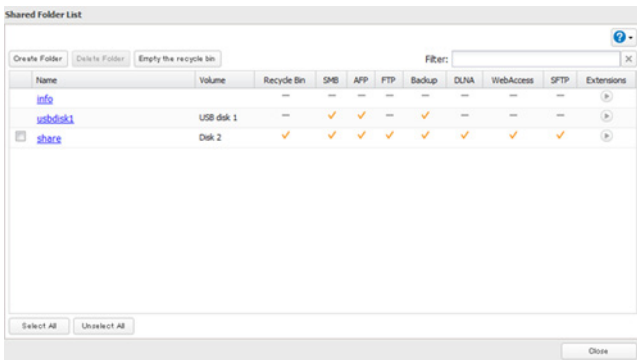 Shared Folder List
?
Create Folder Delete Folder Empty the recycle bin Filter:
Name Volume Recycle Bin SMB AFP FTP Backup DLNA WebAccess SFTP Extensions
info
usbdisk1 USB disk 1
share Disk 2
Select All Unselect All
Close